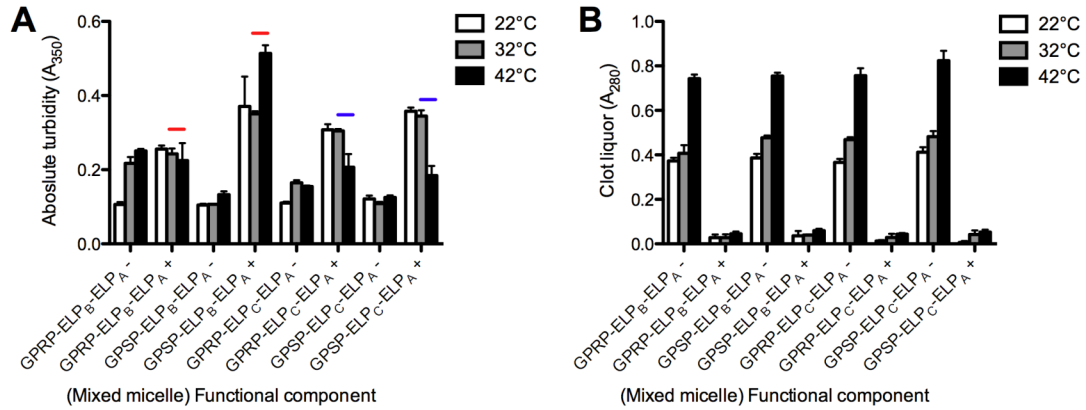 A
Aboslute turbidity (A350)
0.6
0.4
0.2
0.0
22°C
32°C
42°C
GPRP-ELPB-ELPA -
GPRP-ELPB-ELPA +
GPSP-ELPB-ELPA -
GPSP-ELPB-ELPA +
GPRP-ELPC-ELPA -
GPRP-ELPC-ELPA +
GPSP-ELPC-ELPA -
GPSP-ELPC-ELPA +
(Mixed micelle) Functional component
B
Clot liquor (A280)
1.0
0.8
0.6
0.4
0.2
0.0
22°C
32°C
42°C
GPRP-ELPB-ELPA -
GPRP-ELPB-ELPA +
GPSP-ELPB-ELPA -
GPSP-ELPB-ELPA +
GPRP-ELPC-ELPA -
GPRP-ELPC-ELPA +
GPSP-ELPC-ELPA -
GPSP-ELPC-ELPA +
(Mixed micelle) Functional component